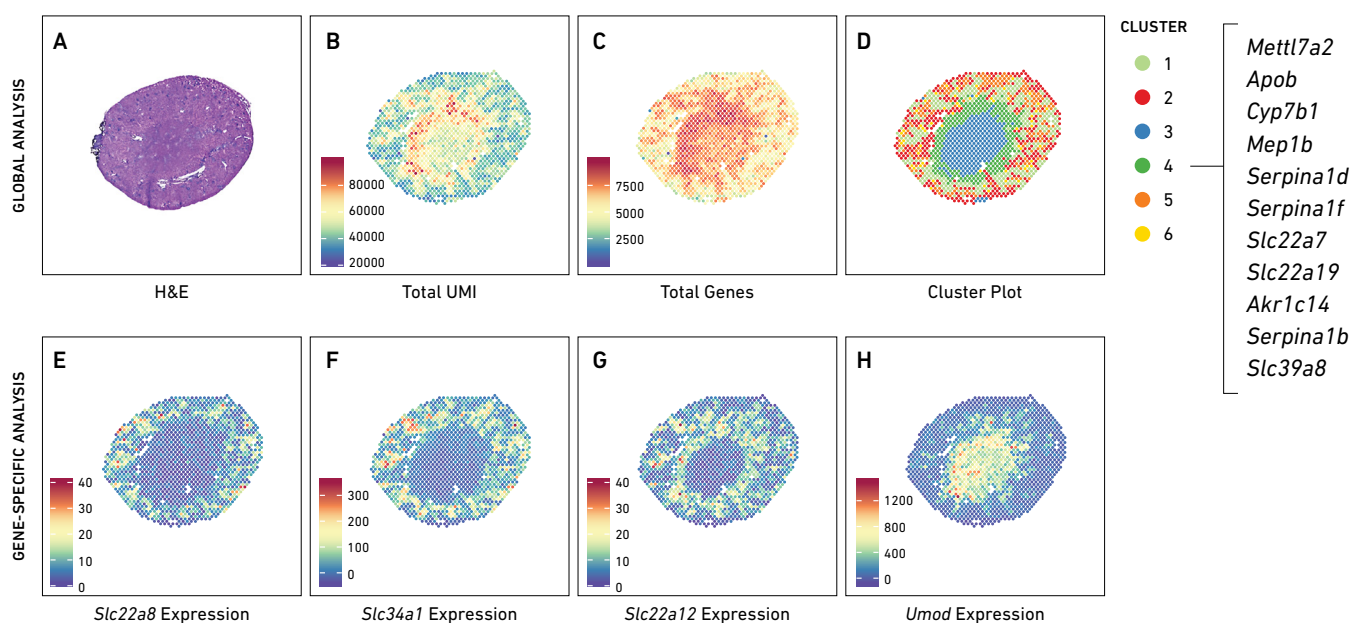 GLOBAL ANALYSIS
A
H&E
B
80000
60000
40000
20000
Total UMI
C
7500
5000
2500
Total Genes
D
Cluster Plot
CLUSTER
1
2
3
4
5
6
Mettl7a2
Apob
Cyp7b1
Mep1b
Serpina1d
Serpina1f
Slc22a7
Slc22a19
Akr1c14
Serpina1b
Slc39a8
GENE-SPECIFIC ANALYSIS
E
40
30
20
10
0
Slc22a8 Expression
F
300
200
100
0
Slc34a1 Expression
G
40
30
20
10
0
Slc22a12 Expression
H
1200
800
400
0
Umod Expression